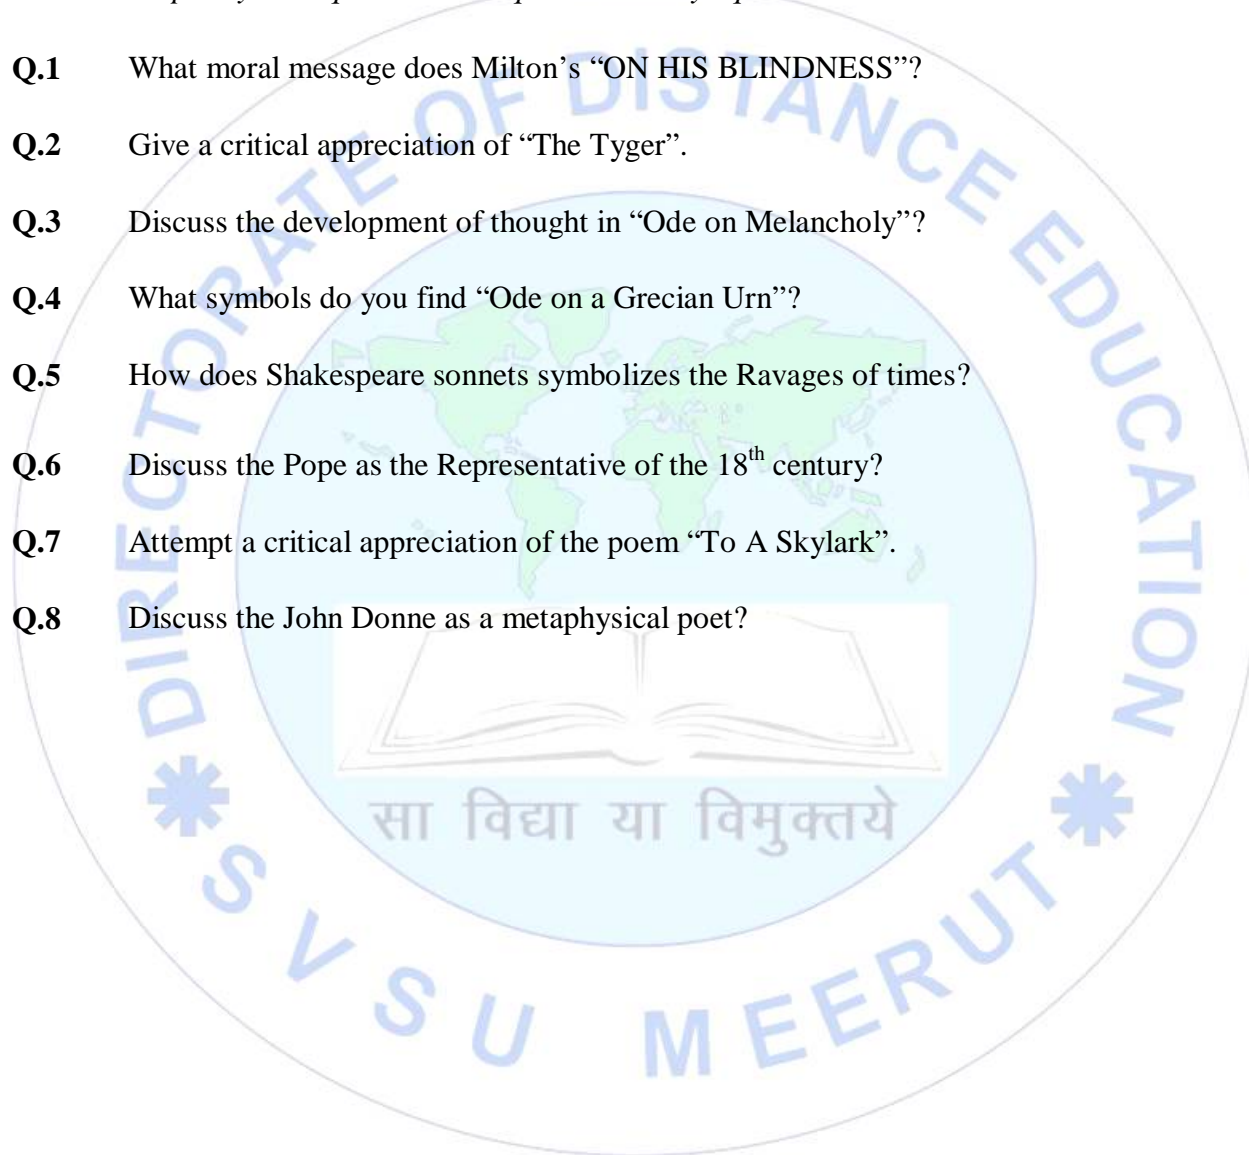 Q.1 What moral message does Milton’s “ON HIS BLINDNESS”?
Q.2 Give a critical appreciation of “The Tyger”.
Q.3 Discuss the development of thought in “Ode on Melancholy”?
Q.4 What symbols do you find “Ode on a Grecian Urn”?
Q.5 How does Shakespeare sonnets symbolizes the Ravages of times?
Q.6 Discuss the Pope as the Representative of the 18th century?
Q.7 Attempt a critical appreciation of the poem “To A Skylark”.
Q.8 Discuss the John Donne as a metaphysical poet?
DIRECTORATE OF DISTANCE EDUCATION
सा विद्या या विमुक्तये
SVSU MEERUT